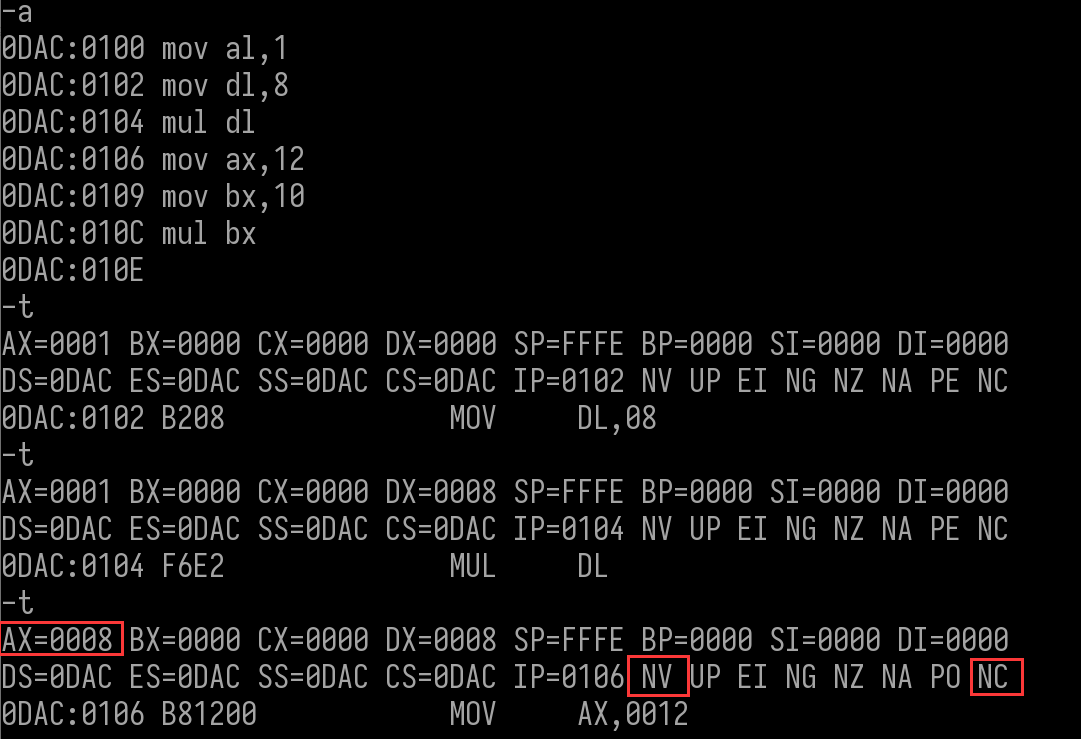 -a
0DAC:0100 mov al,1
0DAC:0102 mov dl,8
0DAC:0104 mul dl
0DAC:0106 mov ax,12
0DAC:0109 mov bx,10
0DAC:010C mul bx
0DAC:010E
-t
AX=0001 BX=0000 CX=0000 DX=0000 SP=FFFE BP=0000 SI=0000 DI=0000
DS=0DAC ES=0DAC SS=0DAC CS=0DAC IP=0102 NV UP EI NG NZ NA PE NC
0DAC:0102 B208 MOV DL,08
-t
AX=0001 BX=0000 CX=0000 DX=0008 SP=FFFE BP=0000 SI=0000 DI=0000
DS=0DAC ES=0DAC SS=0DAC CS=0DAC IP=0104 NV UP EI NG NZ NA PE NC
0DAC:0104 F6E2 MUL DL
-t
AX=0008 BX=0000 CX=0000 DX=0008 SP=FFFE BP=0000 SI=0000 DI=0000
DS=0DAC ES=0DAC SS=0DAC CS=0DAC IP=0106 NV UP EI NG NZ NA PO NC
0DAC:0106 B81200 MOV AX,0012